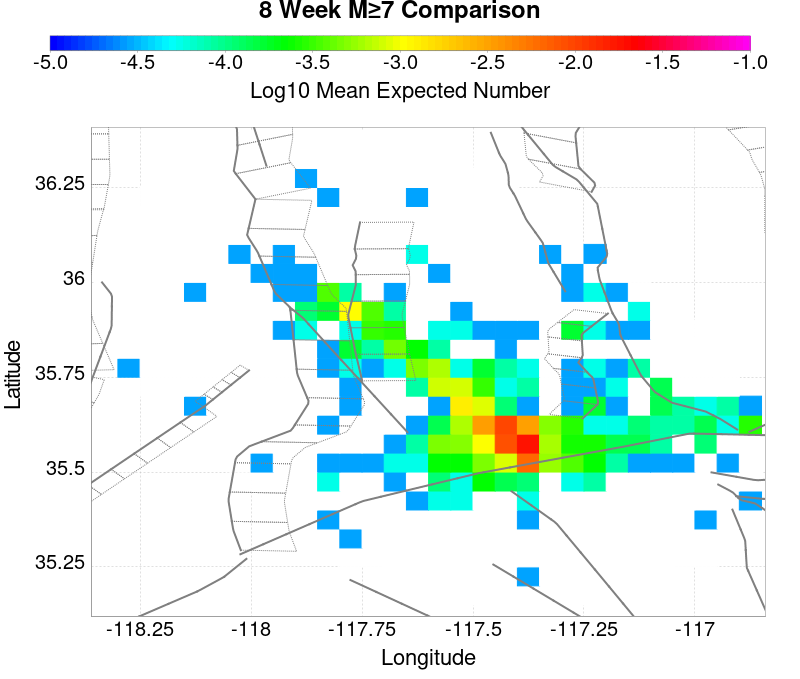 8 Week M≥7 Comparison
-5.0 -4.5 -4.0 -3.5 -3.0 -2.5 -2.0 -1.5 -1.0
Log10 Mean Expected Number
36.25
36
35.75
35.5
35.25
Latitude
-118.25 -118 -117.75 -117.5 -117.25 -117
Longitude